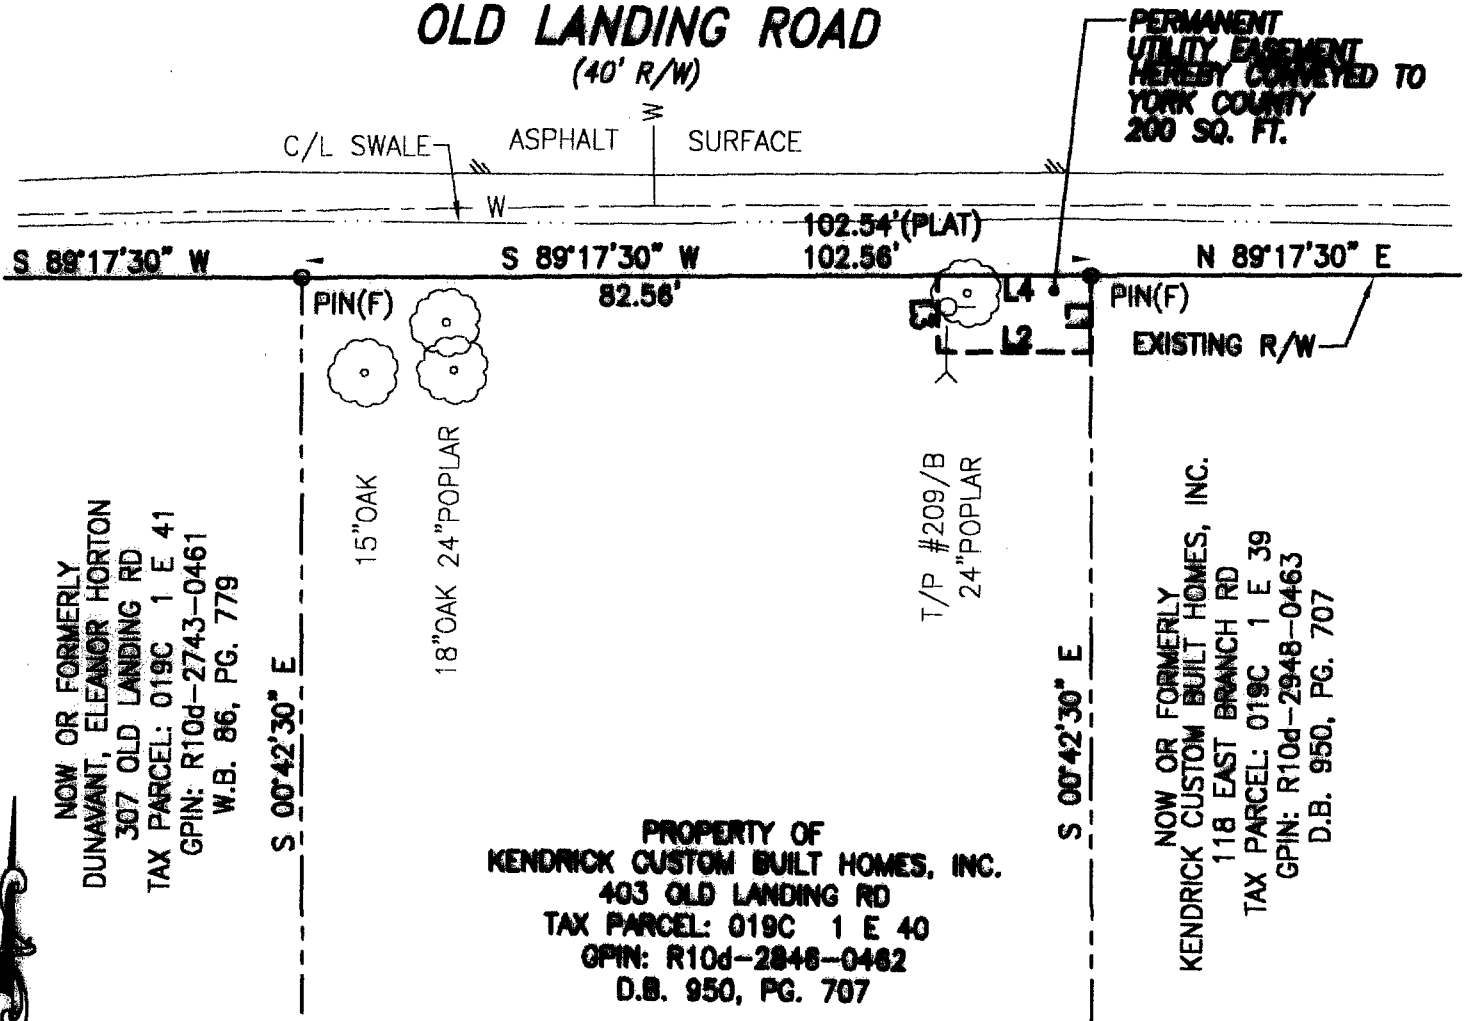 OLD LANDING ROAD
(40' R/W)
PERMANENT
UTILITY EASEMENT
HEREBY CONVEYED TO
YORK COUNTY
200 SQ. FT.
C/L SWALE
ASPHALT
W
SURFACE
W
102.54'(PLAT)
S 89°17'30" W
S 89°17'30" W
102.56'
N 89°17'30" E
PIN(F)
82.56'
L4
L3
L1
L2
PIN(F)
EXISTING R/W
15"OAK
18"OAK 24"POPLAR
T/P #209/B
24"POPLAR
NOW OR FORMERLY
DUNAVANT, ELEANOR HORTON
307 OLD LANDING RD
TAX PARCEL: 019C 1 E 41
GPIN: R10d-2743-0461
W.B. 86, PG. 779
S 00°42'30" E
S 00°42'30" E
NOW OR FORMERLY
KENDRICK CUSTOM BUILT HOMES, INC.
118 EAST BRANCH RD
TAX PARCEL: 019C 1 E 39
GPIN: R10d-2948-0463
D.B. 950, PG. 707
PROPERTY OF
KENDRICK CUSTOM BUILT HOMES, INC.
403 OLD LANDING RD
TAX PARCEL: 019C 1 E 40
GPIN: R10d-2846-0462
D.B. 950, PG. 707